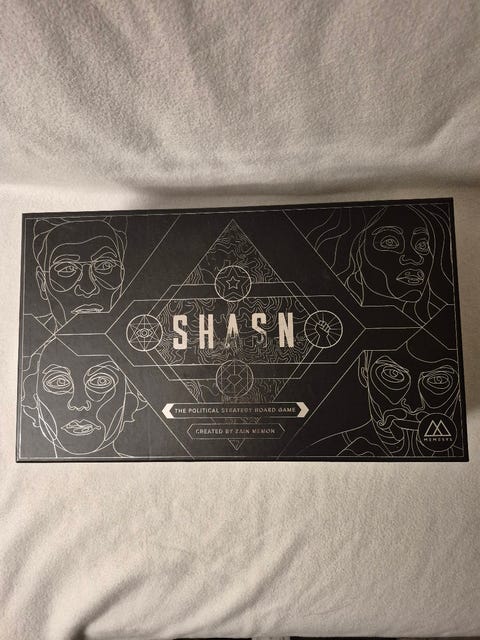 SHASN
THE POLITICAL STRATEGY BOARD GAME
CREATED BY ZAIN MEMON
MEMESYS